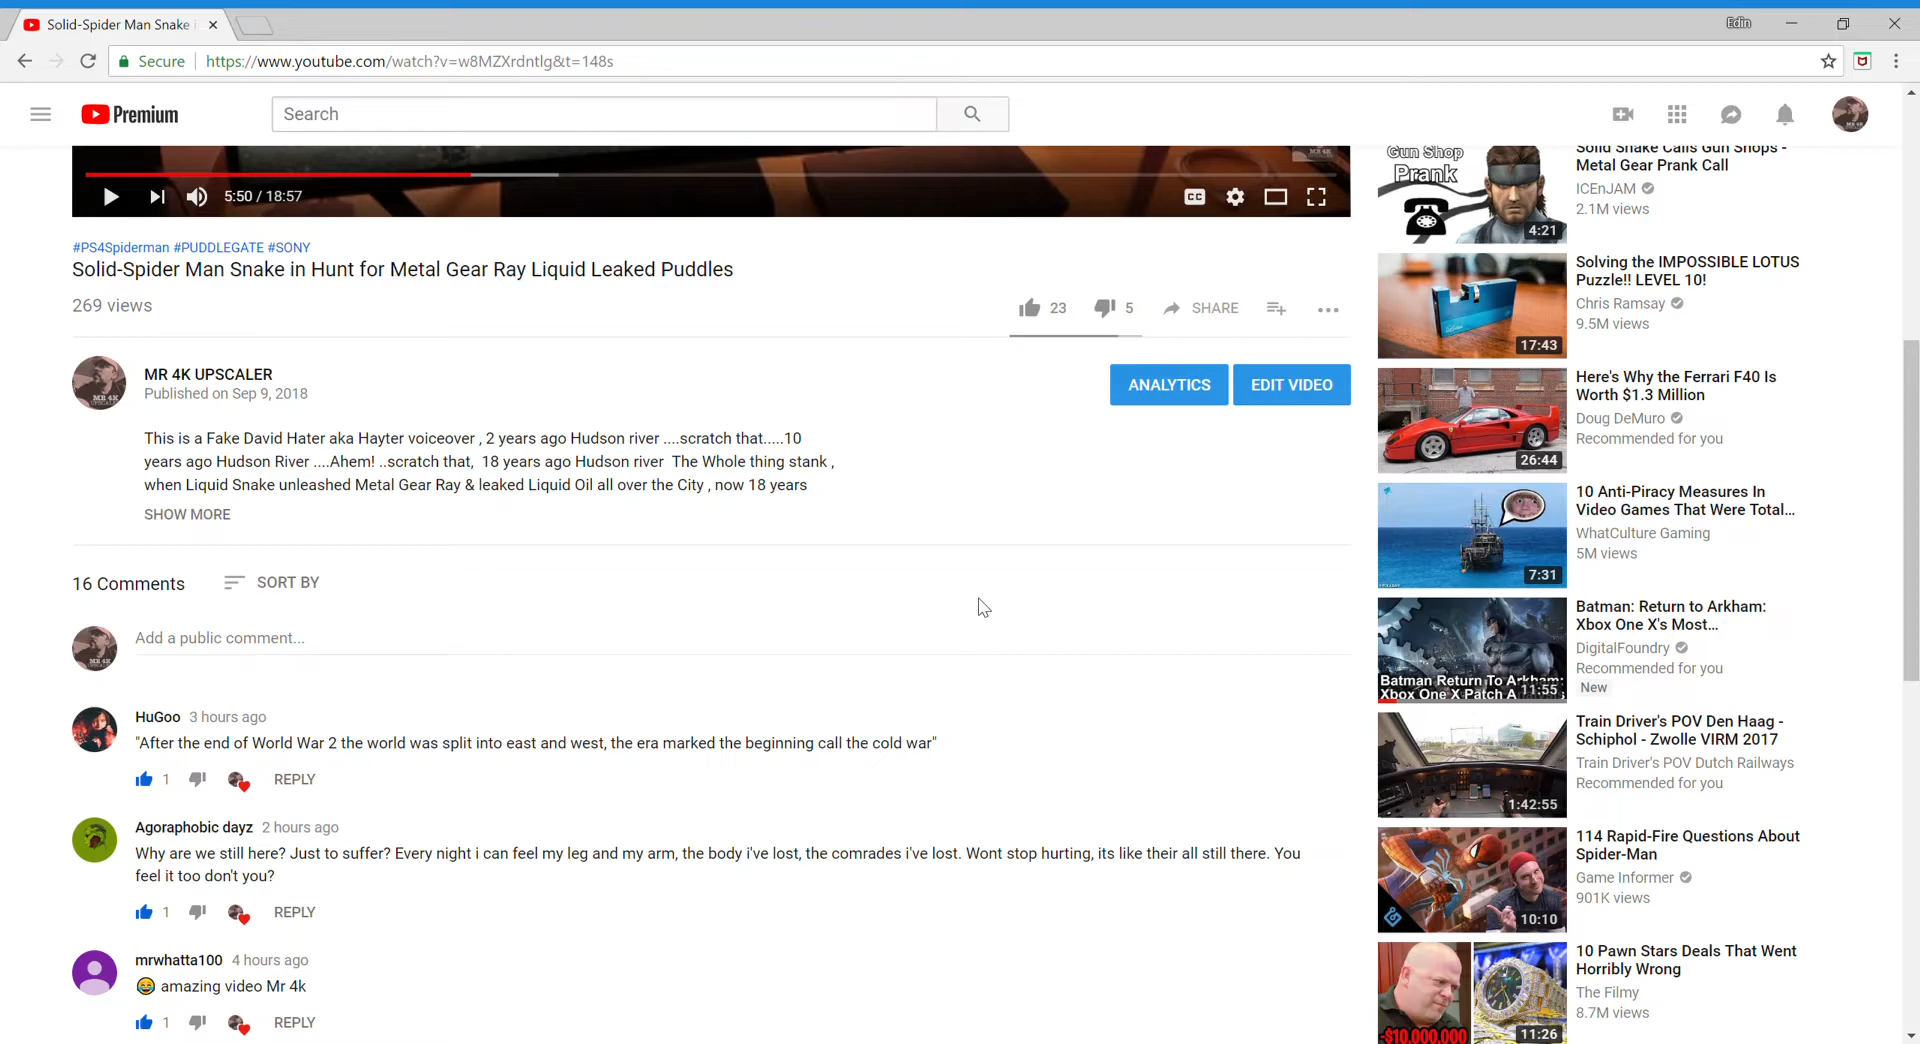 Solid-Spider Man Snake i
Edin
Secure
https://www.youtube.com/watch?v=w8MZXrdntIg&t=148s
Premium
Search
5:50 / 18:57
CC
#PS4Spiderman #PUDDLEGATE #SONY
Solid-Spider Man Snake in Hunt for Metal Gear Ray Liquid Leaked Puddles
269 views
23
5
SHARE
MR 4K UPSCALER
Published on Sep 9, 2018
ANALYTICS
EDIT VIDEO
This is a Fake David Hater aka Hayter voiceover , 2 years ago Hudson river ....scratch that.....10
years ago Hudson River ....Ahem! ..scratch that, 18 years ago Hudson river The Whole thing stank ,
when Liquid Snake unleashed Metal Gear Ray & leaked Liquid Oil all over the City , now 18 years
SHOW MORE
16 Comments
SORT BY
Add a public comment...
HuGoo 3 hours ago
"After the end of World War 2 the world was split into east and west, the era marked the beginning call the cold war"
1
REPLY
Agoraphobic dayz 2 hours ago
Why are we still here? Just to suffer? Every night i can feel my leg and my arm, the body i've lost, the comrades i've lost. Wont stop hurting, its like their all still there. You
feel it too don't you?
1
REPLY
mrwhatta100 4 hours ago
😂 amazing video Mr 4k
1
REPLY
Gun Shop
Prank
4:21
Solid Snake Calls Gun Shops -
Metal Gear Prank Call
ICEnJAM
2.1M views
17:43
Solving the IMPOSSIBLE LOTUS
Puzzle!! LEVEL 10!
Chris Ramsay
9.5M views
26:44
Here's Why the Ferrari F40 Is
Worth $1.3 Million
Doug DeMuro
Recommended for you
7:31
10 Anti-Piracy Measures In
Video Games That Were Total...
WhatCulture Gaming
5M views
Batman Return To Arkham:
Xbox One X Patch A
11:55
Batman: Return to Arkham:
Xbox One X's Most...
DigitalFoundry
Recommended for you
New
1:42:55
Train Driver's POV Den Haag -
Schiphol - Zwolle VIRM 2017
Train Driver's POV Dutch Railways
Recommended for you
10:10
114 Rapid-Fire Questions About
Spider-Man
Game Informer
901K views
-$10,000,000
11:26
10 Pawn Stars Deals That Went
Horribly Wrong
The Filmy
8.7M views